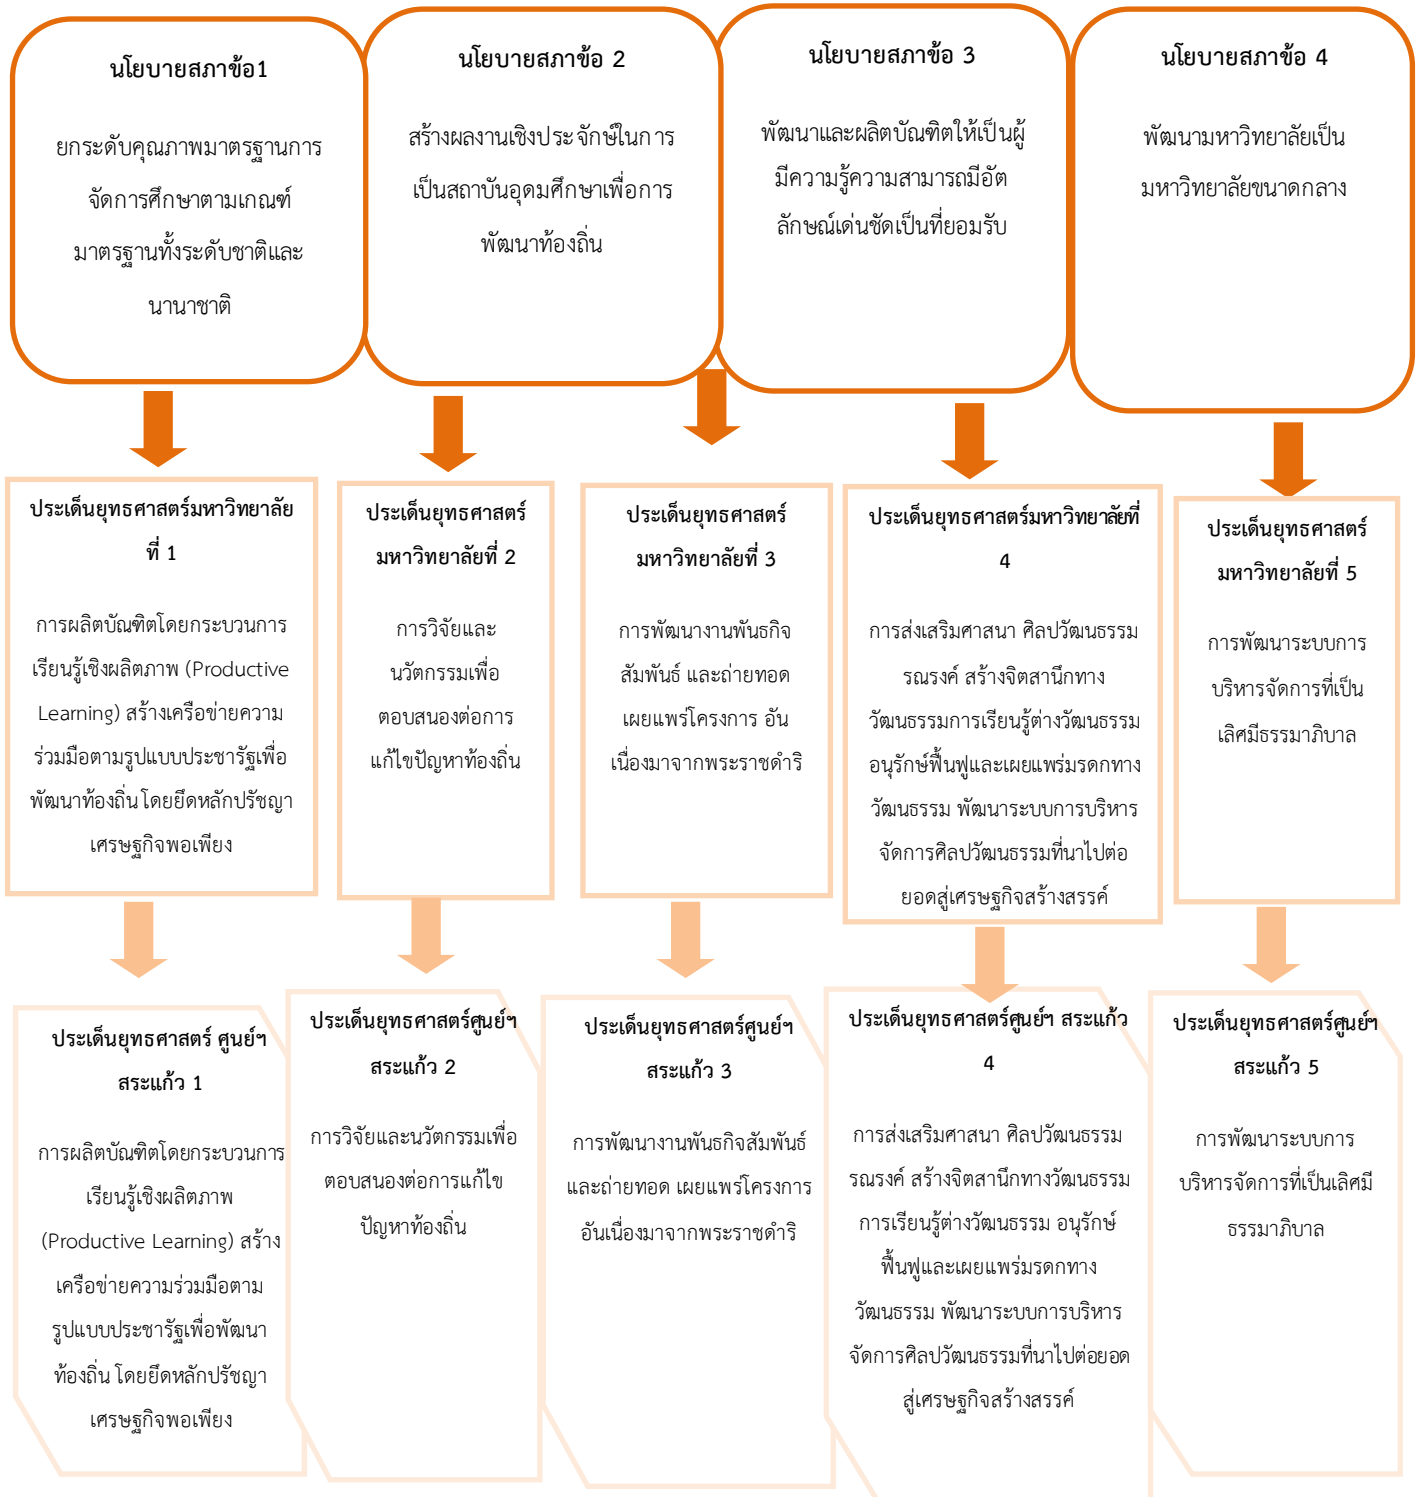 นโยบายสภาข้อ1
ยกระดับคุณภาพมาตรฐานการ
จัดการศึกษาตามเกณฑ์
มาตรฐานทั้งระดับชาติและ
นานาชาติ
นโยบายสภาข้อ 2
สร้างผลงานเชิงประจักษ์ในการ
เป็นสถาบันอุดมศึกษาเพื่อการ
พัฒนาท้องถิ่น
นโยบายสภาข้อ 3
พัฒนาและผลิตบัณฑิตให้เป็นผู้
มีความรู้ความสามารถมีอัต
ลักษณ์เด่นชัดเป็นที่ยอมรับ
นโยบายสภาข้อ 4
พัฒนามหาวิทยาลัยเป็น
มหาวิทยาลัยขนาดกลาง
ประเด็นยุทธศาสตร์มหาวิทยาลัย
ที่ 1
การผลิตบัณฑิตโดยกระบวนการ
เรียนรู้เชิงผลิตภาพ (Productive
Learning) สร้างเครือข่ายความ
ร่วมมือตามรูปแบบประชารัฐเพื่อ
พัฒนาท้องถิ่น โดยยึดหลักปรัชญา
เศรษฐกิจพอเพียง
ประเด็นยุทธศาสตร์
มหาวิทยาลัยที่ 2
การวิจัยและ
นวัตกรรมเพื่อ
ตอบสนองต่อการ
แก้ไขปัญหาท้องถิ่น
ประเด็นยุทธศาสตร์
มหาวิทยาลัยที่ 3
การพัฒนางานพันธกิจ
สัมพันธ์ และถ่ายทอด
เผยแพร่โครงการ อัน
เนื่องมาจากพระราชดำริ
ประเด็นยุทธศาสตร์มหาวิทยาลัยที่
4
การส่งเสริมศาสนา ศิลปวัฒนธรรม
รณรงค์ สร้างจิตสานึกทาง
วัฒนธรรมการเรียนรู้ต่างวัฒนธรรม
อนุรักษ์ฟื้นฟูและเผยแพร่มรดกทาง
วัฒนธรรม พัฒนาระบบการบริหาร
จัดการศิลปวัฒนธรรมที่นาไปต่อ
ยอดสู่เศรษฐกิจสร้างสรรค์
ประเด็นยุทธศาสตร์
มหาวิทยาลัยที่ 5
การพัฒนาระบบการ
บริหารจัดการที่เป็น
เลิศมีธรรมาภิบาล
ประเด็นยุทธศาสตร์ ศูนย์ฯ
สระแก้ว 1
การผลิตบัณฑิตโดยกระบวนการ
เรียนรู้เชิงผลิตภาพ
(Productive Learning) สร้าง
เครือข่ายความร่วมมือตาม
รูปแบบประชารัฐเพื่อพัฒนา
ท้องถิ่น โดยยึดหลักปรัชญา
เศรษฐกิจพอเพียง
ประเด็นยุทธศาสตร์ศูนย์ฯ
สระแก้ว 2
การวิจัยและนวัตกรรมเพื่อ
ตอบสนองต่อการแก้ไข
ปัญหาท้องถิ่น
ประเด็นยุทธศาสตร์ศูนย์ฯ
สระแก้ว 3
การพัฒนางานพันธกิจสัมพันธ์
และถ่ายทอด เผยแพร่โครงการ
อันเนื่องมาจากพระราชดำริ
ประเด็นยุทธศาสตร์ศูนย์ฯ สระแก้ว
4
การส่งเสริมศาสนา ศิลปวัฒนธรรม
รณรงค์ สร้างจิตสานึกทางวัฒนธรรม
การเรียนรู้ต่างวัฒนธรรม อนุรักษ์
ฟื้นฟูและเผยแพร่มรดกทาง
วัฒนธรรม พัฒนาระบบการบริหาร
จัดการศิลปวัฒนธรรมที่นาไปต่อยอด
สู่เศรษฐกิจสร้างสรรค์
ประเด็นยุทธศาสตร์ศูนย์ฯ
สระแก้ว 5
การพัฒนาระบบการ
บริหารจัดการที่เป็นเลิศมี
ธรรมาภิบาล